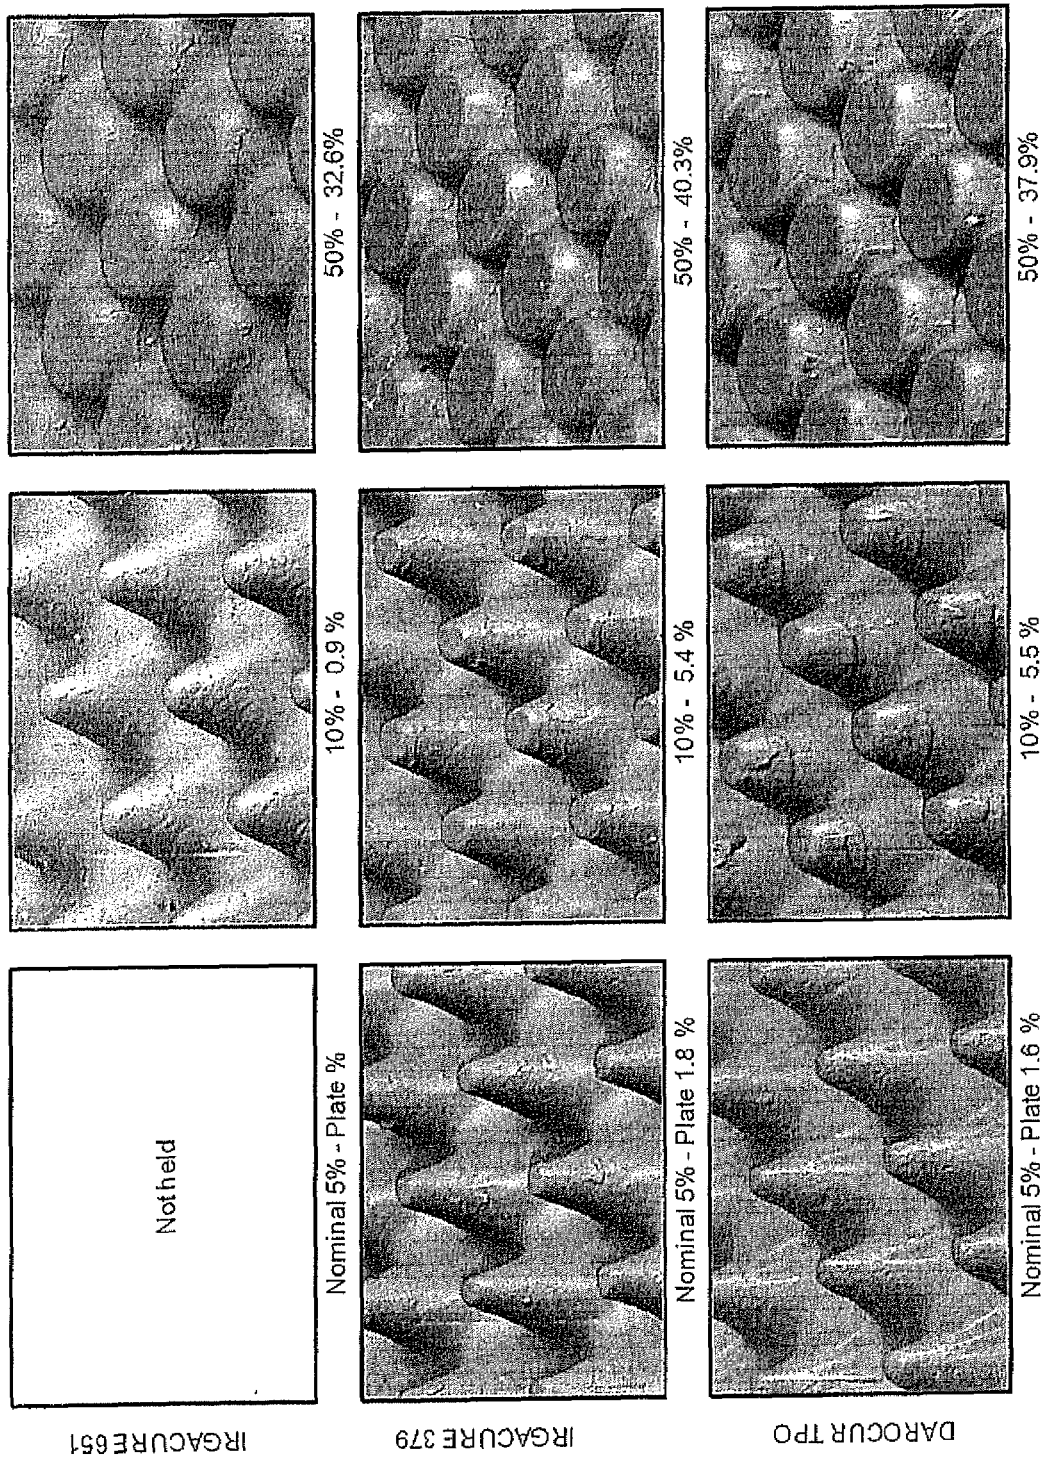 IRGACURE 651
Not held
Nominal 5% - Plate %
10% - 0.9 %
50% - 32.6%
IRGACURE 379
Nominal 5% - Plate 1.8 %
10% - 5.4 %
50% - 40.3%
DAROCUR TPO
Nominal 5% - Plate 1.6 %
10% - 5.5 %
50% - 37.9%